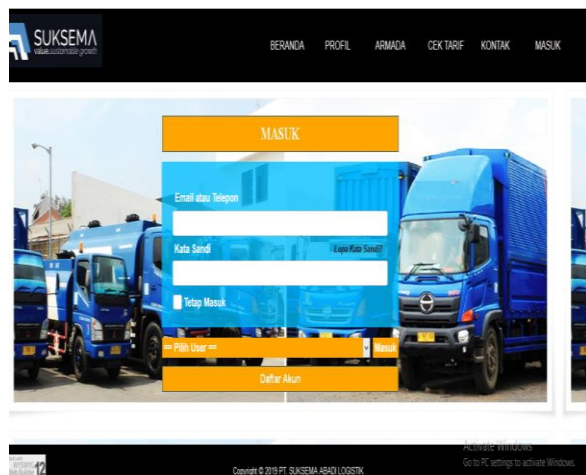 SUKSEMA
value.sustainable growth
BERANDA PROFIL ARMADA CEK TARIF KONTAK MASUK
MASUK
Email atau Telepon
Kata Sandi Lupa Kata Sandi?
Tetap Masuk
== Pilih User == Masuk
Daftar Akun
Activate Windows
Go to PC settings to activate Windows.
12
Copyright © 2019 PT. SUKSEMA ABADI LOGISTIK